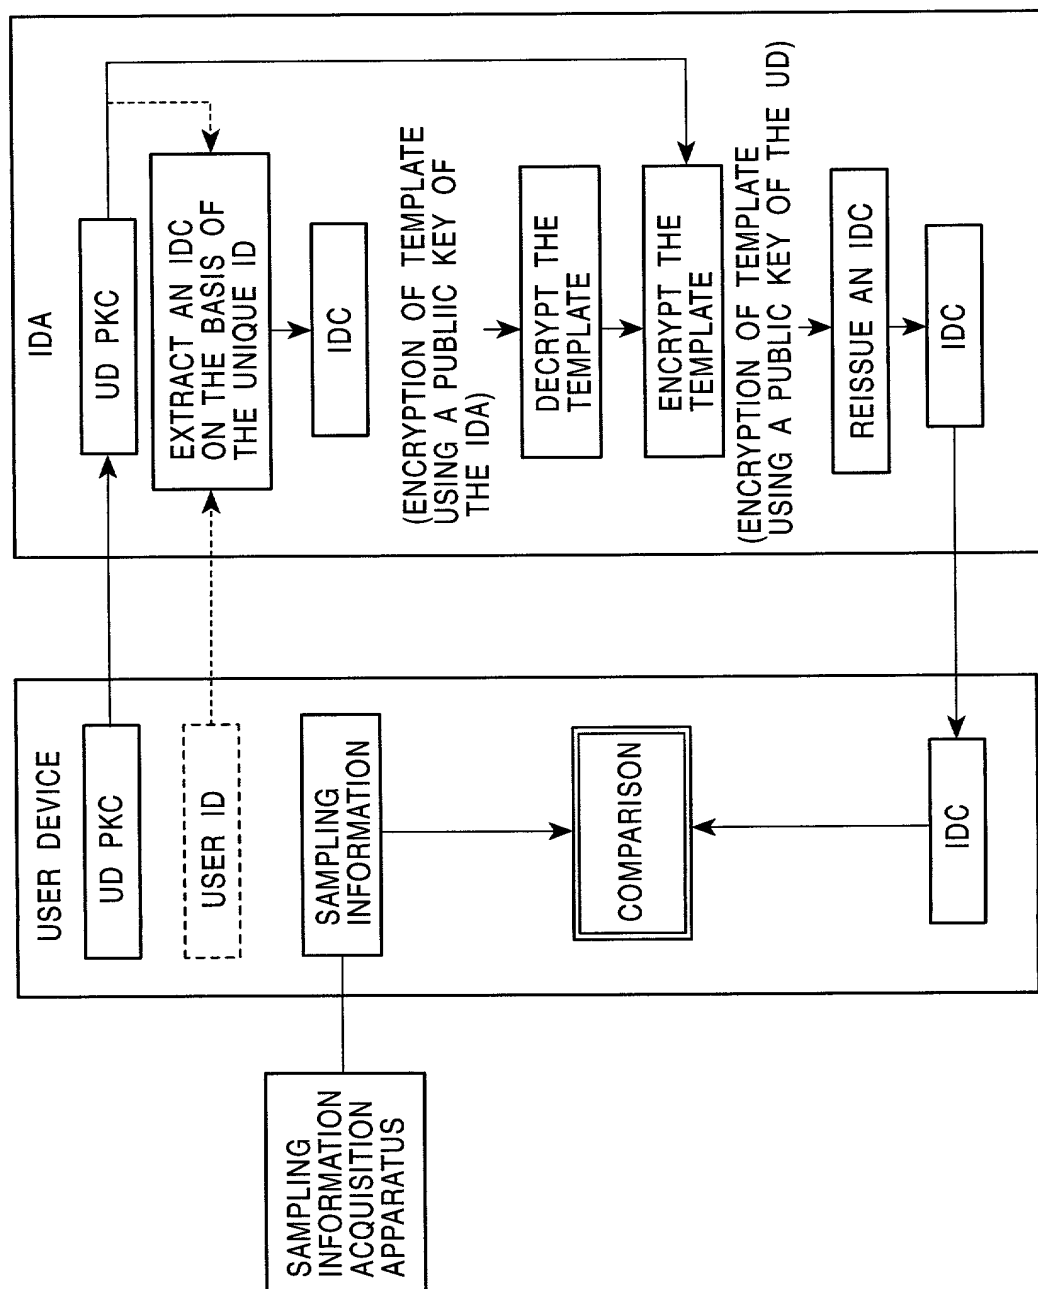 SAMPLING
INFORMATION
ACQUISITION
APPARATUS
USER DEVICE
UD PKC
USER ID
SAMPLING
INFORMATION
COMPARISON
IDC
IDA
UD PKC
EXTRACT AN IDC
ON THE BASIS OF
THE UNIQUE ID
IDC
(ENCRYPTION OF TEMPLATE
USING A PUBLIIC KEY OF
THE IDA)
DECRYPT THE
TEMPLATE
ENCRYPT THE
TEMPLATE
(ENCRYPTION OF TEMPLATE
USING A PUBLIC KEY OF THE UD)
REISSUE AN IDC
IDC